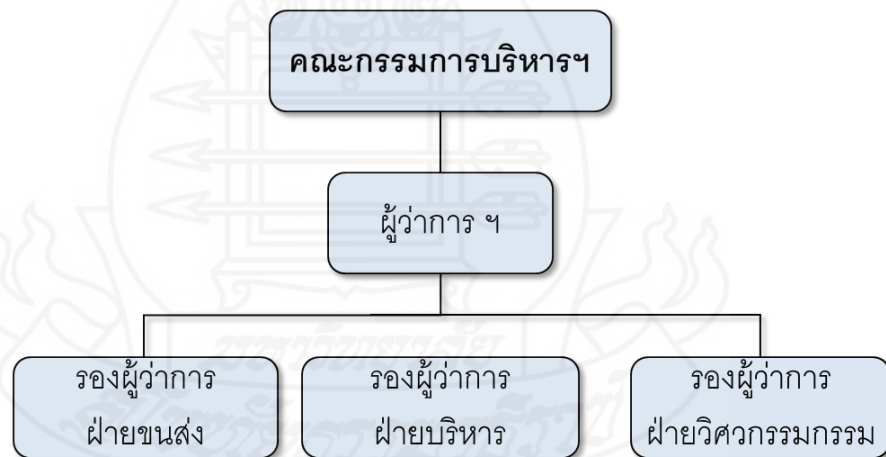 คณะกรรมการบริหารฯ
ผู้ว่าการ ฯ
รองผู้ว่าการ
ฝ่ายขนส่ง
รองผู้ว่าการ
ฝ่ายบริหาร
รองผู้ว่าการ
ฝ่ายวิศวกรรมกรรม